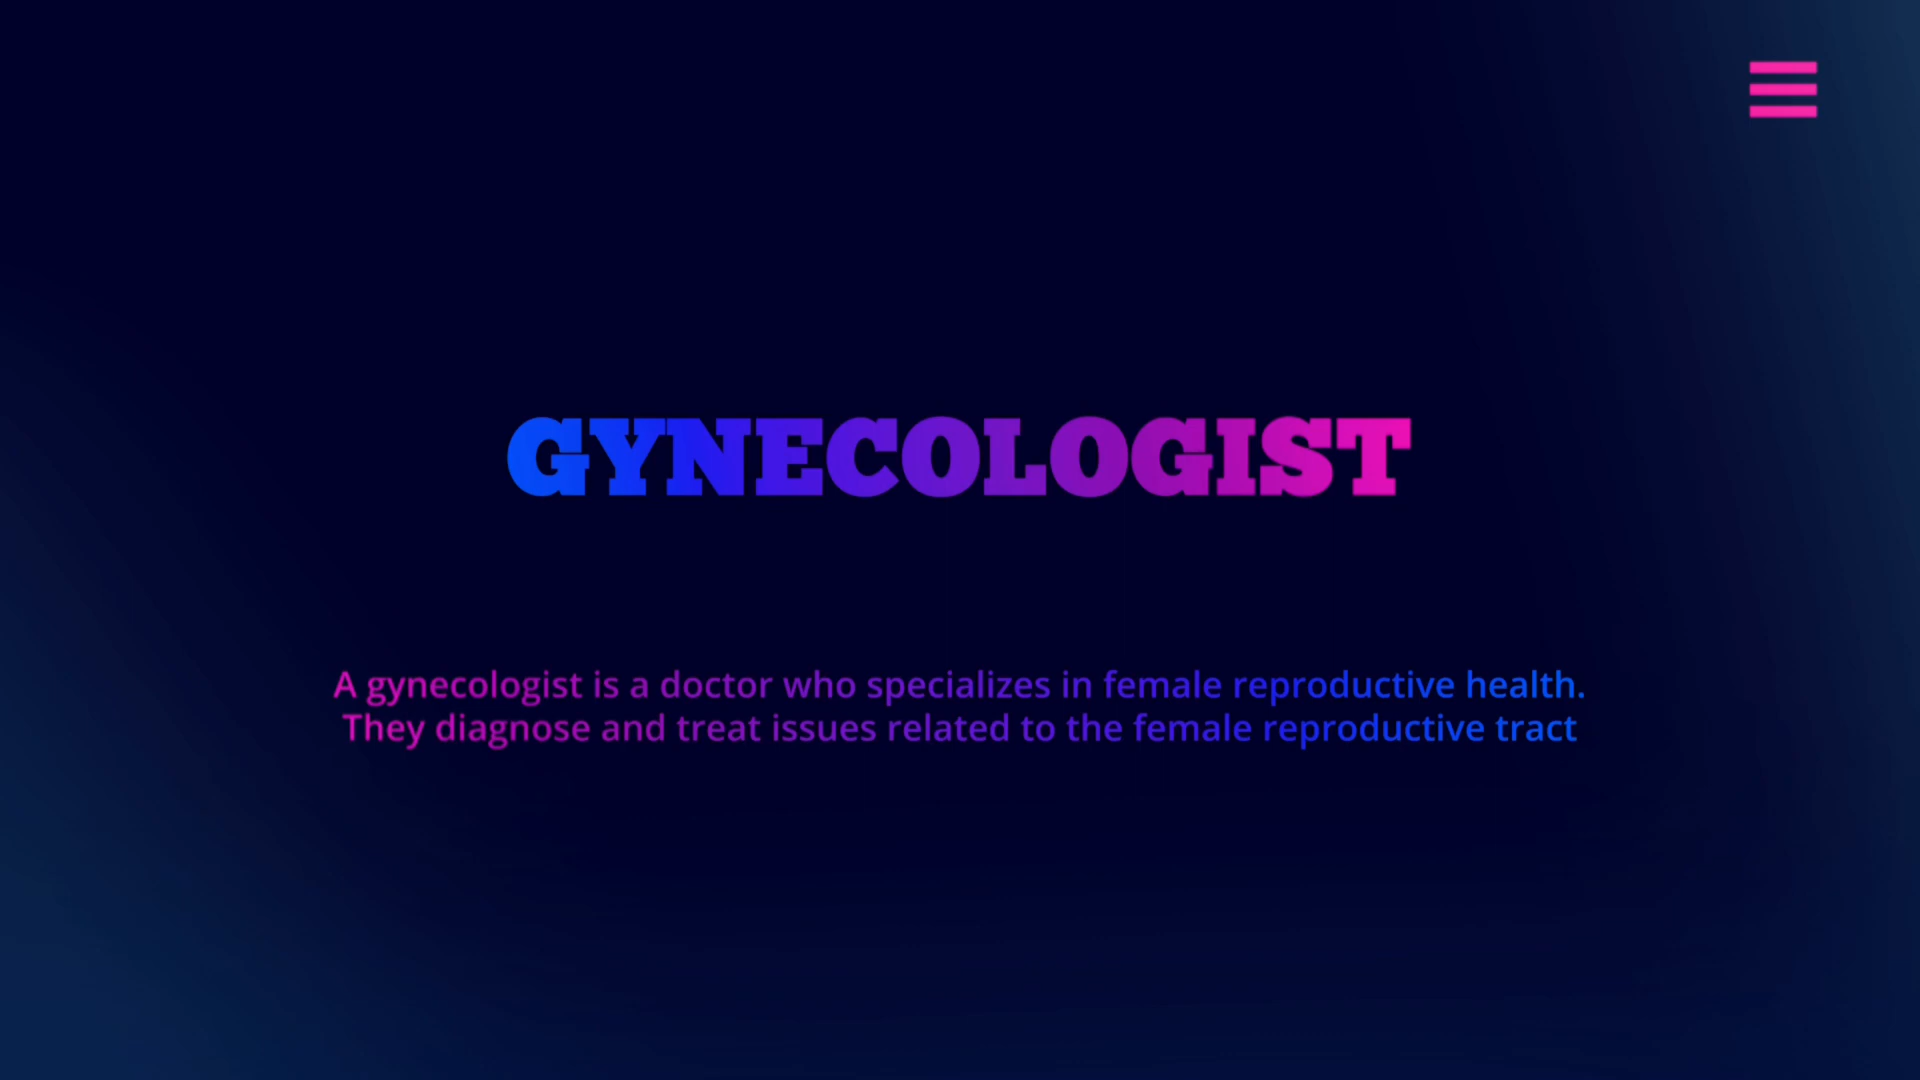 GYNECOLOGIST
A gynecologist is a doctor who specializes in female reproductive health.
They diagnose and treat issues related to the female reproductive tract